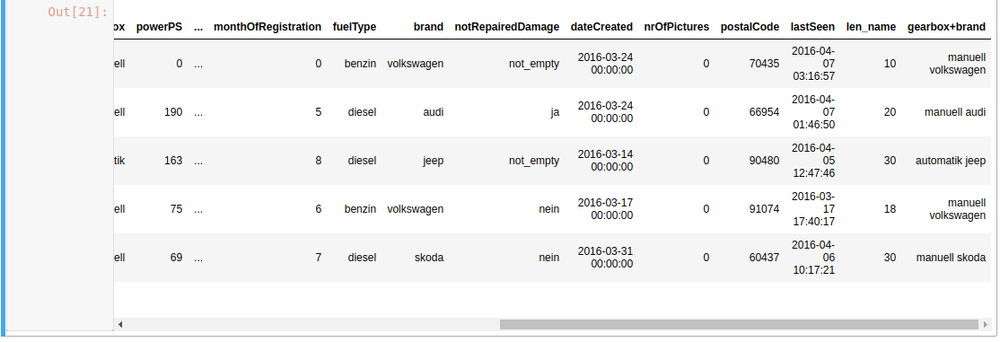 Out[21]:
ox powerPS ... monthOfRegistration fuelType brand notRepairedDamage dateCreated nrOfPictures postalCode lastSeen len_name gearbox+brand
ell 0 ... 0 benzin volkswagen not_empty 2016-03-24 00:00:00 0 70435 2016-04-07 03:16:57 10 manuell volkswagen
ell 190 ... 5 diesel audi ja 2016-03-24 00:00:00 0 66954 2016-04-07 01:46:50 20 manuell audi
tik 163 ... 8 diesel jeep not_empty 2016-03-14 00:00:00 0 90480 2016-04-05 12:47:46 30 automatik jeep
ell 75 ... 6 benzin volkswagen nein 2016-03-17 00:00:00 0 91074 2016-03-17 17:40:17 18 manuell volkswagen
ell 69 ... 7 diesel skoda nein 2016-03-31 00:00:00 0 60437 2016-04-06 10:17:21 30 manuell skoda